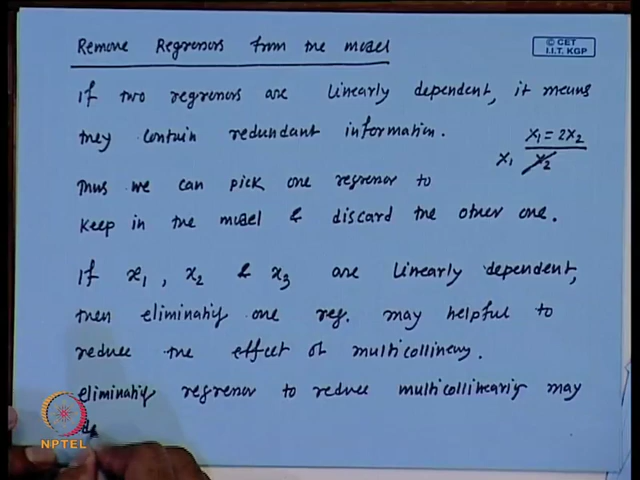 Remove Regressors from the model
© CET
I.I.T. KGP
If two regressors are linearly dependent, it means
they contain redundant information.
x1 = 2x2
x1 x2
Thus we can pick one regressor to
keep in the model & discard the other one.
If x1, x2 & x3 are linearly dependent,
then eliminatig one reg. may helpful to
reduce the effect of multicollinearity.
eliminatig regressor to reduce multicollinearity may
de
NPTEL